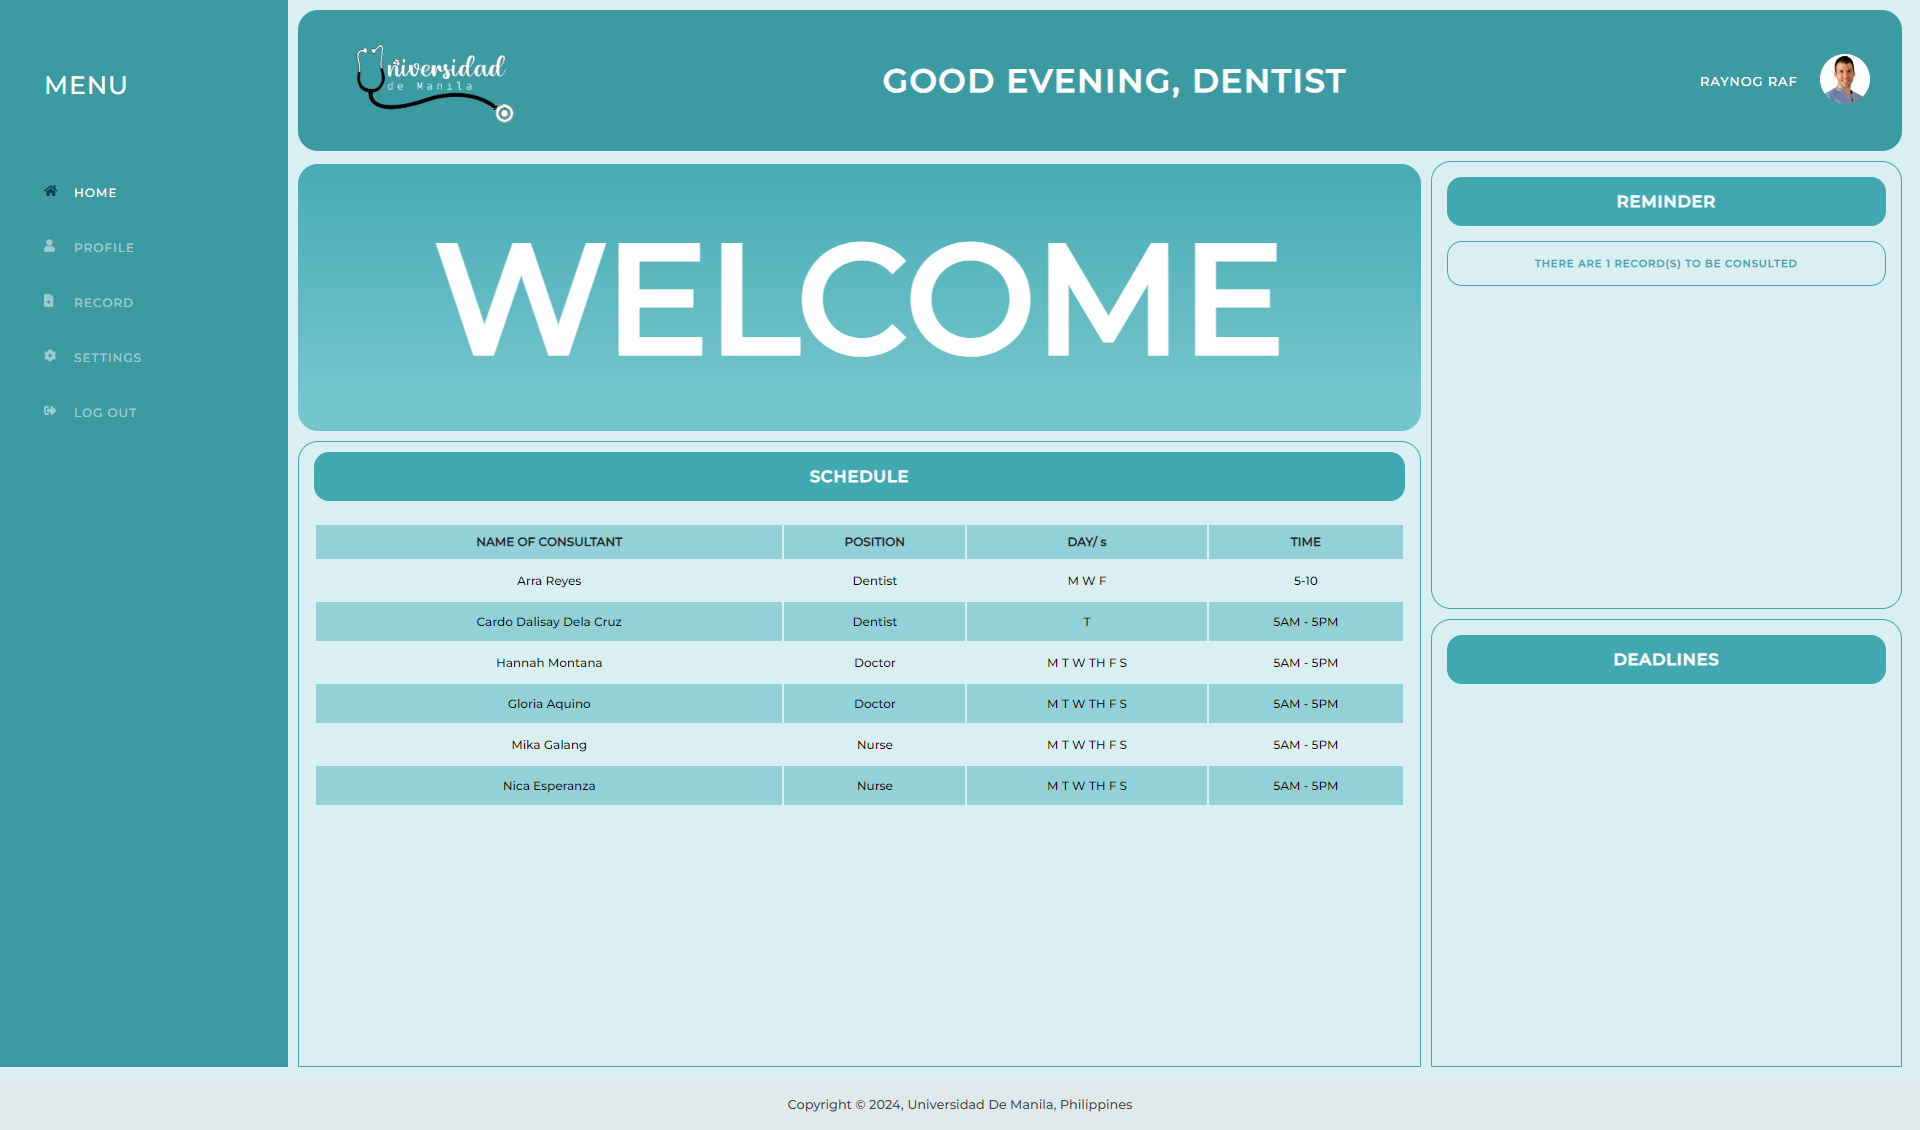 MENU
HOME
PROFILE
RECORD
SETTINGS
LOG OUT
Universidad
de Manila
GOOD EVENING, DENTIST
RAYNOG RAF
WELCOME
SCHEDULE
NAME OF CONSULTANT POSITION DAY/ s TIME
Arra Reyes Dentist M W F 5-10
Cardo Dalisay Dela Cruz Dentist T 5AM - 5PM
Hannah Montana Doctor M T W TH F S 5AM - 5PM
Gloria Aquino Doctor M T W TH F S 5AM - 5PM
Mika Galang Nurse M T W TH F S 5AM - 5PM
Nica Esperanza Nurse M T W TH F S 5AM - 5PM
REMINDER
THERE ARE 1 RECORD(S) TO BE CONSULTED
DEADLINES
Copyright © 2024, Universidad De Manila, Philippines